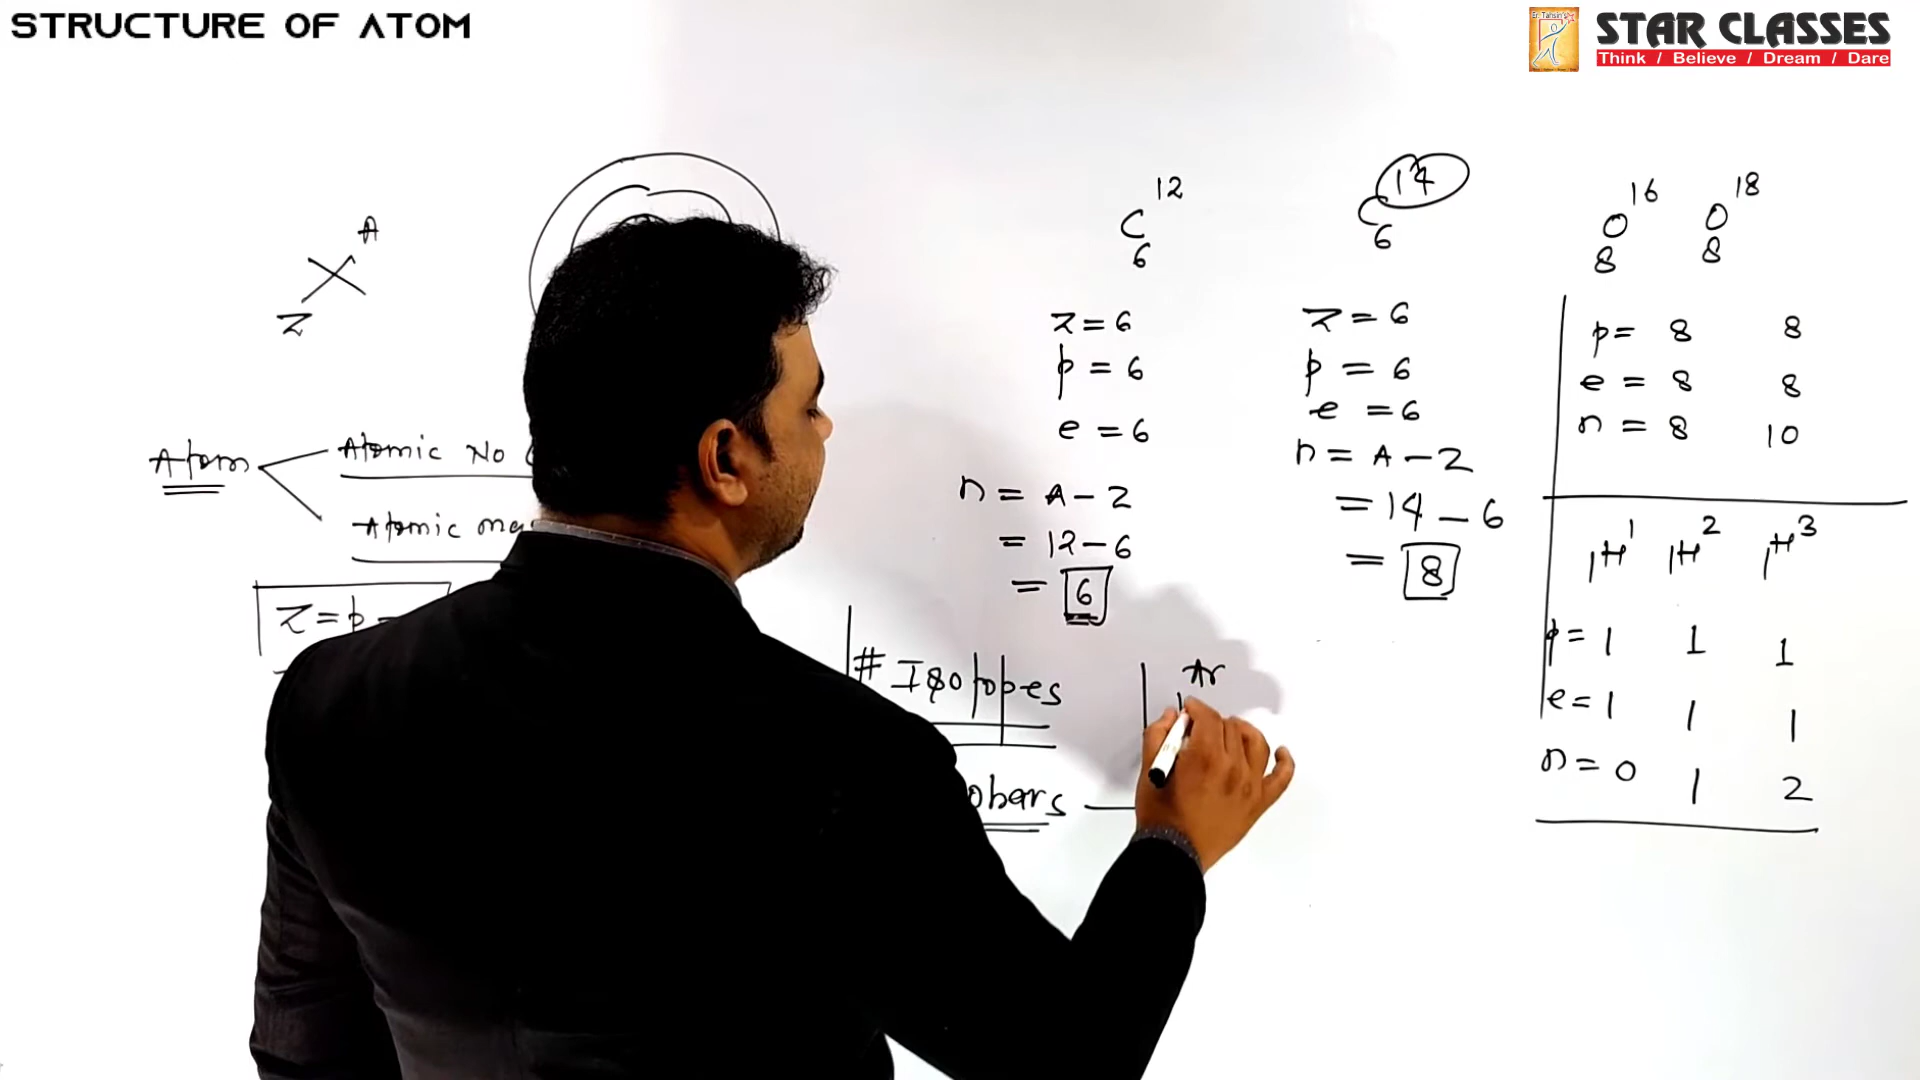 STRUCTURE OF ATOM
Er. Tahsin's
STAR CLASSES
Think / Believe / Dream / Dare
A
X
Z
Atom
Atomic No
Atomic
Z = p =
C 12 6
Z = 6
p = 6
e = 6
n = A - Z
= 12 - 6
= 6
C 14 6
Z = 6
p = 6
e = 6
n = A - Z
= 14 - 6
= 8
O 16 8 O 18 8
p = 8 8
e = 8 8
n = 8 10
1H1 1H2 1H3
p = 1 1 1
e = 1 1 1
n = 0 1 2
# Isotopes
obars
Ar